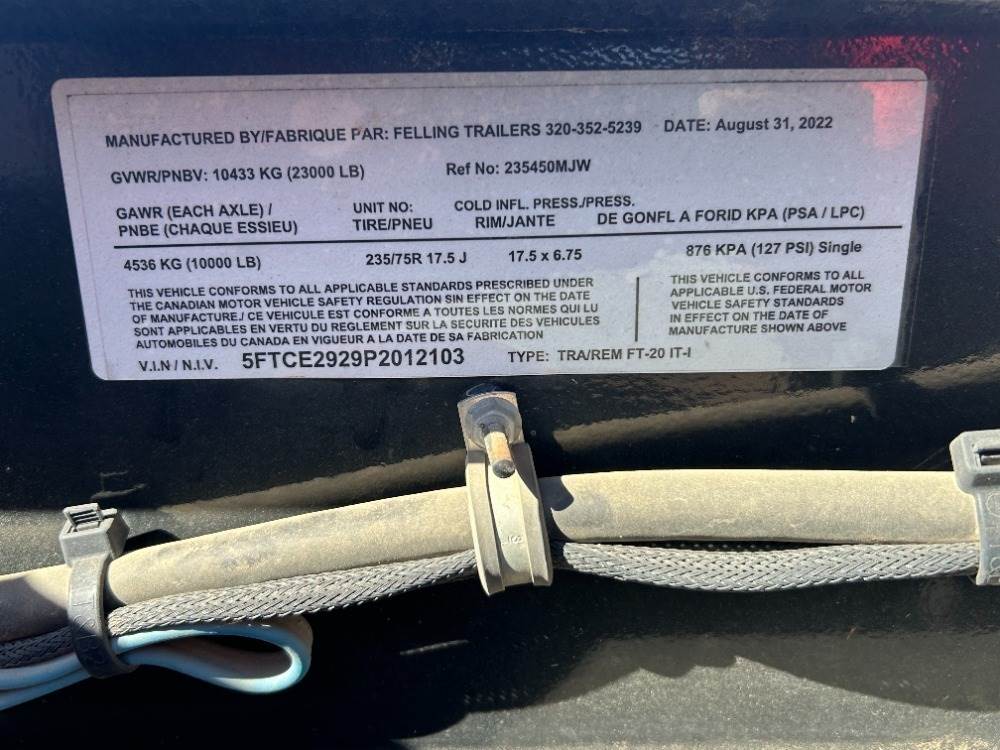 MANUFACTURED BY/FABRIQUE PAR: FELLING TRAILERS 320-352-5239 DATE: August 31, 2022
GVWR/PNBV: 10433 KG (23000 LB) Ref No: 235450MJW
GAWR (EACH AXLE) / UNIT NO: COLD INFL. PRESS./PRESS.
PNBE (CHAQUE ESSIEU) TIRE/PNEU RIM/JANTE DE GONFL A FORID KPA (PSA / LPC)
4536 KG (10000 LB) 235/75R 17.5 J 17.5 x 6.75 876 KPA (127 PSI) Single
THIS VEHICLE CONFORMS TO ALL APPLICABLE STANDARDS PRESCRIBED UNDER
THE CANADIAN MOTOR VEHICLE SAFETY REGULATION SIN EFFECT ON THE DATE
OF MANUFACTURE./ CE VEHICULE EST CONFORME A TOUTES LES NORMES QUI LU
SONT APPLICABLES EN VERTU DU REGLEMENT SUR LA SECURITE DES VEHICULES
AUTOMOBILES DU CANADA EN VIGUEUR A LA DATE DE SA FABRICATION
THIS VEHICLE CONFORMS TO ALL
APPLICABLE U.S. FEDERAL MOTOR
VEHICLE SAFETY STANDARDS
IN EFFECT ON THE DATE OF
MANUFACTURE SHOWN ABOVE
V.I.N / N.I.V. 5FTCE2929P2012103 TYPE: TRA/REM FT-20 IT-I